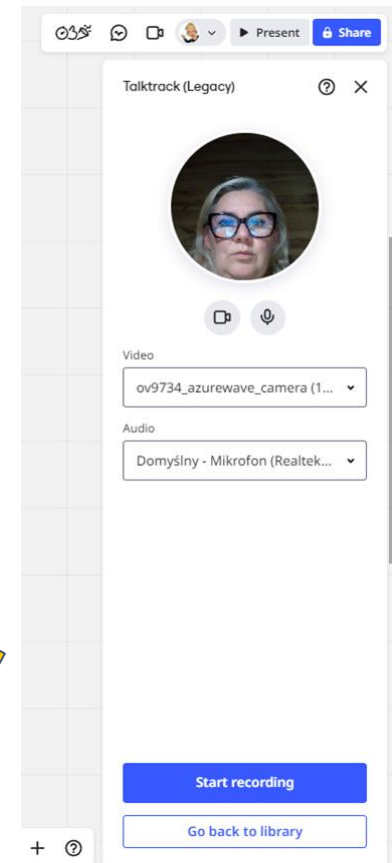 Present
Share
Talktrack (Legacy)
Video
ov9734_azurewave_camera (1...
Audio
Domyślny - Mikrofon (Realtek...
Start recording
Go back to library